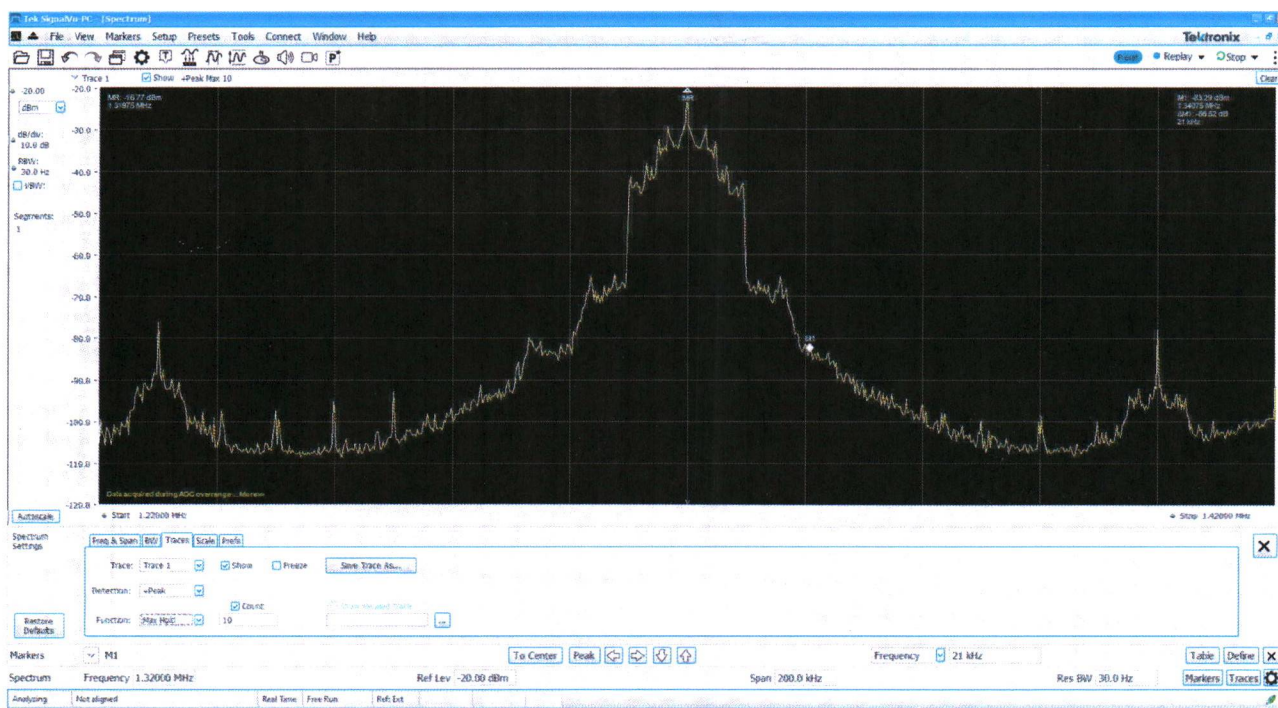 Tek SignalVu-PC - [Spectrum]
File View Markers Setup Presets Tools Connect Window Help
Tektronix
Replay Stop
Trace 1 Show +Peak Max 10
Clear
-20.00
dBm
dB/div:
10.0 dB
RBW:
30.0 Hz
VBW:
Segments:
1
-20.0
-30.0
-40.0
-50.0
-60.0
-70.0
-80.0
-90.0
-100.0
-110.0
-120.0
MR: -16.77 dBm
1.31975 MHz
MR
M1: -83.29 dBm
1.34075 MHz
ΔM1: -66.52 dB
21 kHz
M1
Data acquired during ADC overrange
Autoscale
Start 1.22000 MHz
Stop 1.42000 MHz
Spectrum
Settings
Freq & Span BW Traces Scale Prefs
Trace: Trace 1 Show Freeze Save Trace As...
Detection: +Peak
Count:
Function: Max Hold 10
...
Restore
Defaults
Markers M1 To Center Peak Frequency 21 kHz Table Define X
Spectrum Frequency 1.32000 MHz Ref Lev -20.00 dBm Span 200.0 kHz Res BW 30.0 Hz Markers Traces
Analyzing Not aligned Real Time Free Run Ref: Ext